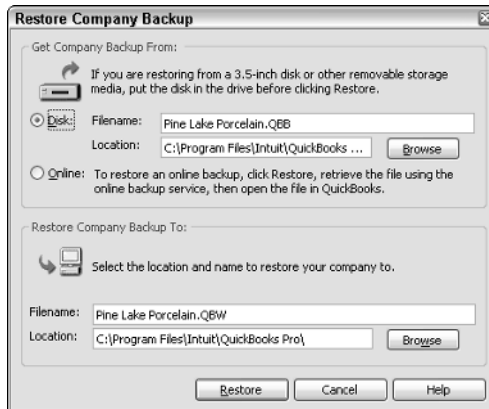 Restore Company Backup
Get Company Backup From:
If you are restoring from a 3.5-inch disk or other removable storage
media, put the disk in the drive before clicking Restore.
Disk:
Filename: Pine Lake Porcelain.QBB
Location: C:\Program Files\Intuit\QuickBooks ... Browse
Online: To restore an online backup, click Restore, retrieve the file using the
online backup service, then open the file in QuickBooks.
Restore Company Backup To:
Select the location and name to restore your company to.
Filename: Pine Lake Porcelain.QBW
Location: C:\Program Files\Intuit\QuickBooks Pro\ Browse
Restore Cancel Help